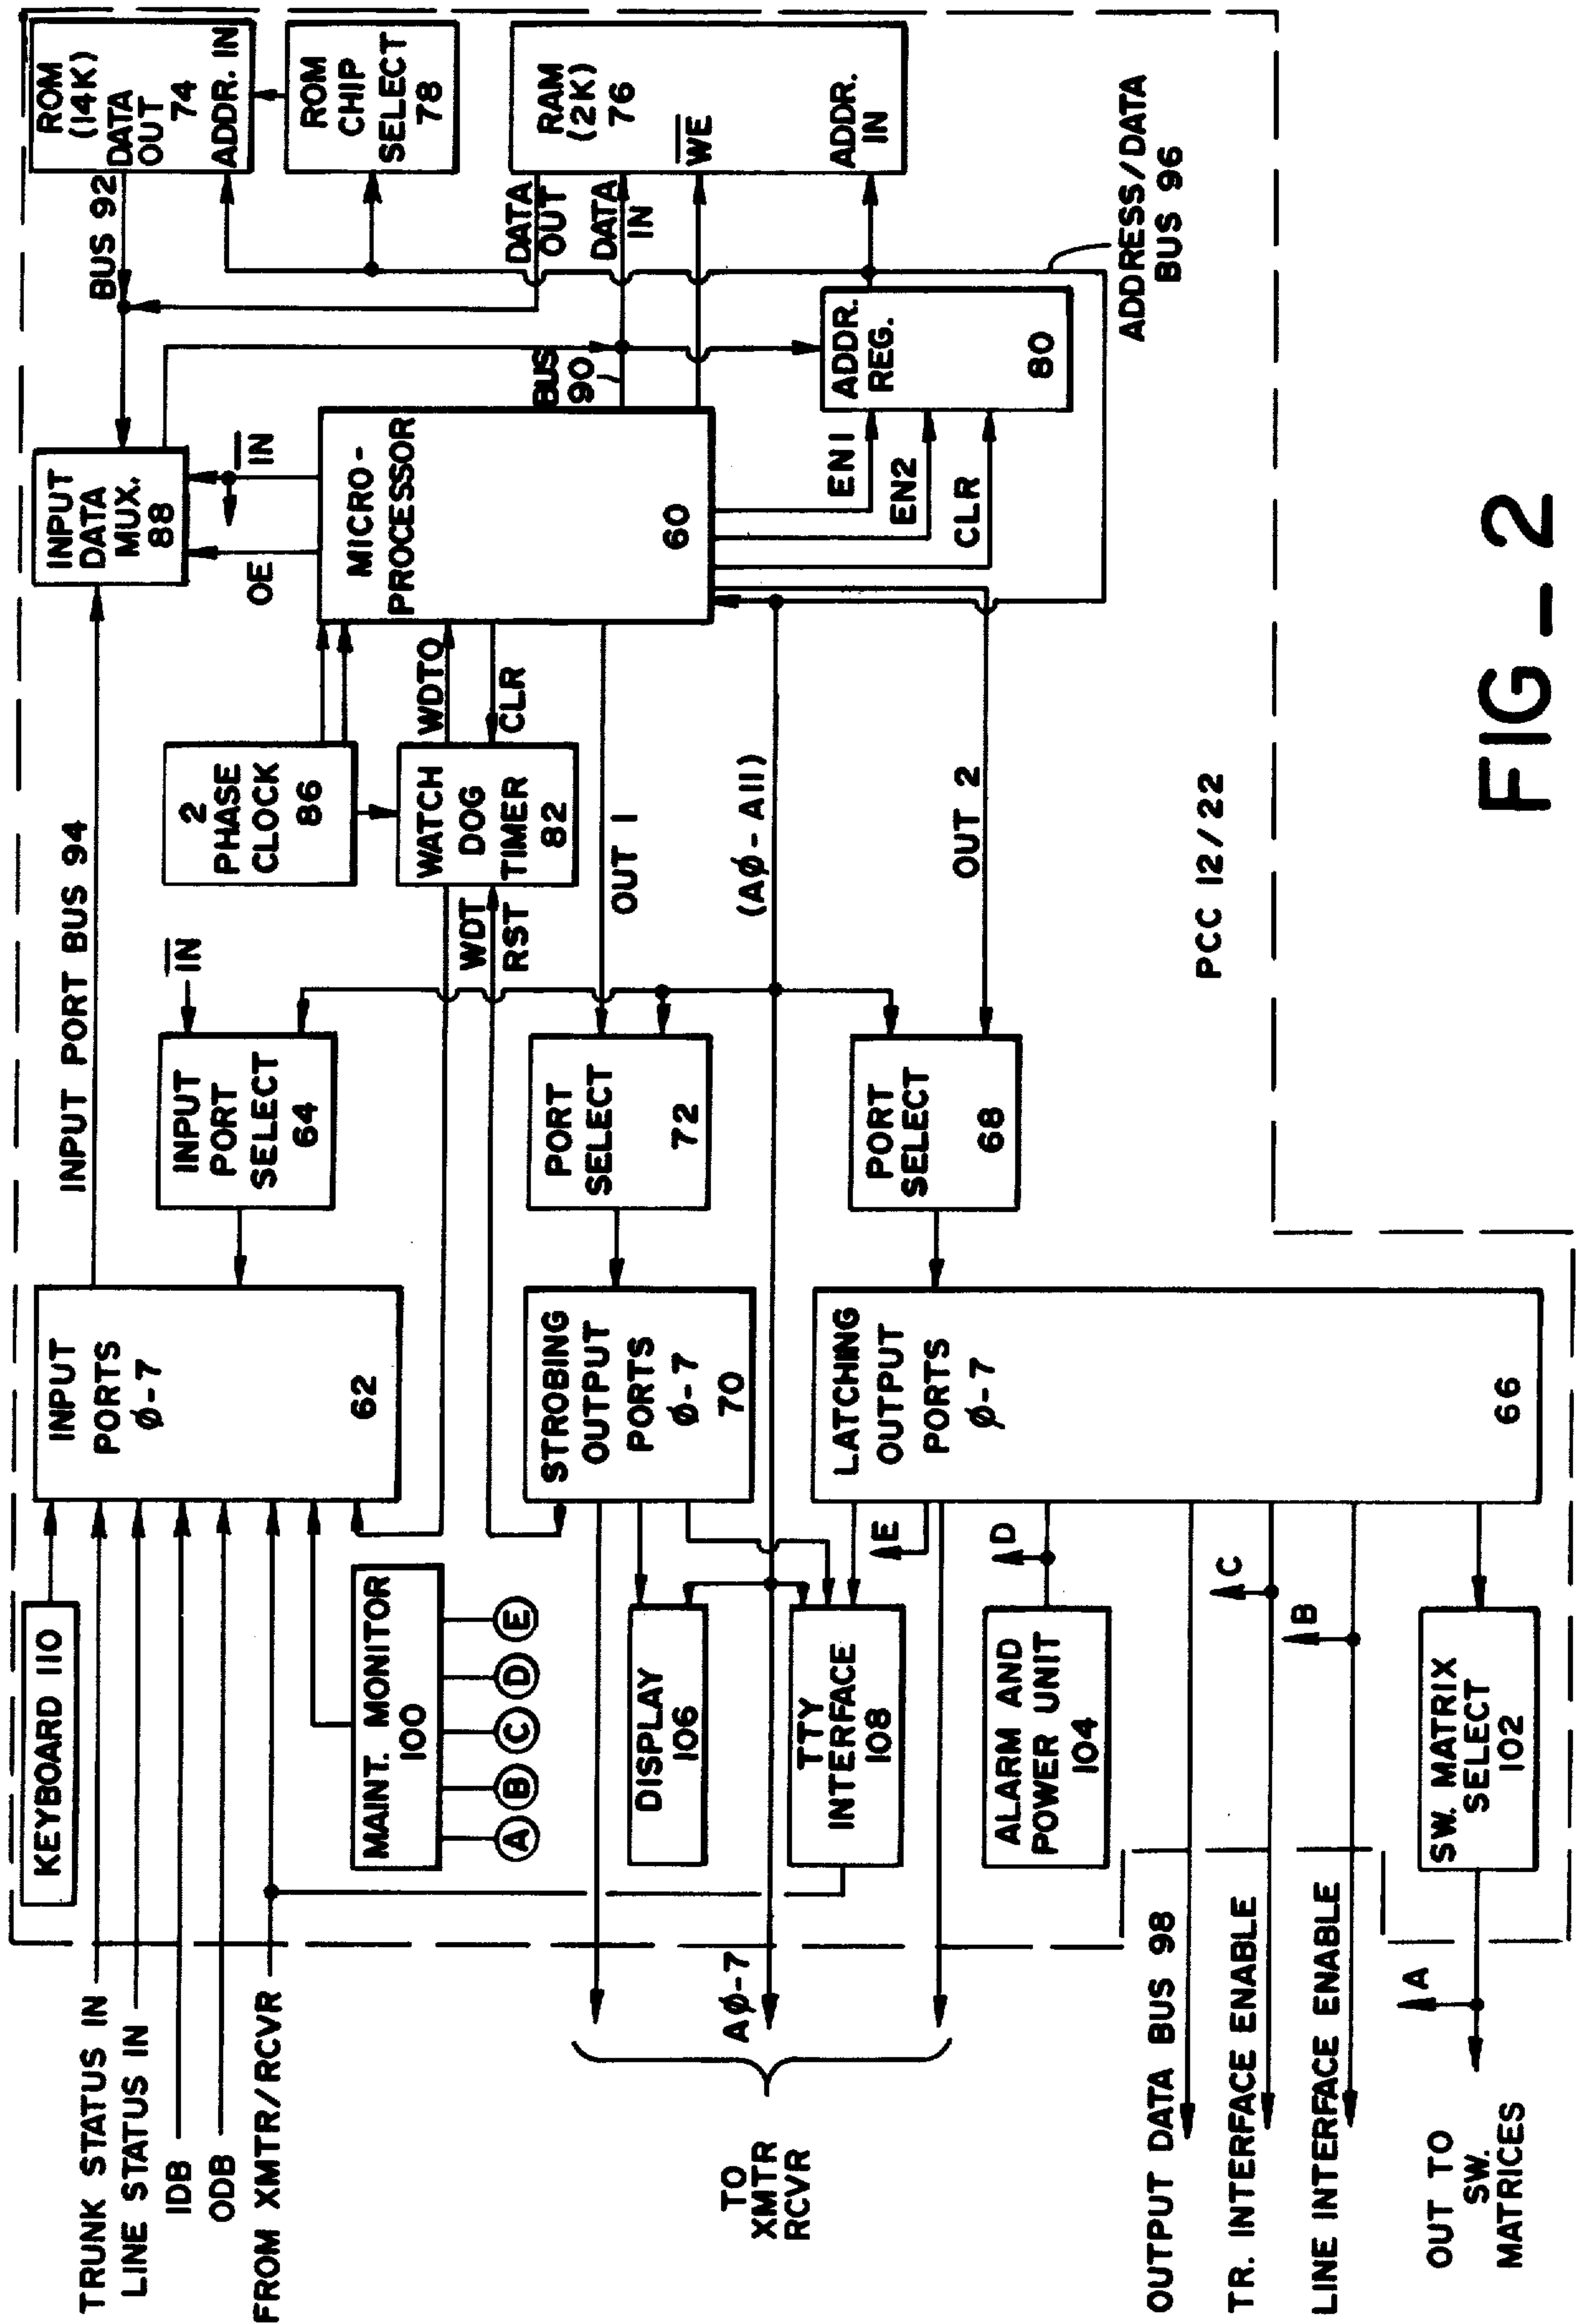 TRUNK STATUS IN
LINE STATUS IN
IDB
ODB
FROM XMTR/RCVR
KEYBOARD 110
INPUT
PORTS
Ø-7
62
INPUT PORT BUS 94
INPUT
DATA
MUX.
88
BUS 92
ROM
(14K)
DATA
OUT
74
ADDR. IN
IN
INPUT
PORT
SELECT
64
2
PHASE
CLOCK
86
OE
IN
ROM
CHIP
SELECT
78
MAINT. MONITOR
100
A
B
C
D
E
WATCH
DOG
TIMER
82
WDT
RST
WDTO
CLR
MICRO-
PROCESSOR
60
BUS
90
DATA
OUT
DATA
IN
RAM
(2K)
76
WE
ADDR.
IN
STROBING
OUTPUT
PORTS
Ø-7
70
PORT
SELECT
72
OUT 1
DISPLAY
106
TTY
INTERFACE
108
(AØ-A11)
AØ-7
TO
XMTR
RCVR
LATCHING
OUTPUT
PORTS
Ø-7
66
PORT
SELECT
68
OUT 2
EN1
EN2
CLR
ADDR.
REG.
80
ADDRESS/DATA
BUS 96
E
D
ALARM AND
POWER UNIT
104
OUTPUT DATA BUS 98
C
TR. INTERFACE ENABLE
B
LINE INTERFACE ENABLE
SW. MATRIX
SELECT
102
A
OUT TO
SW.
MATRICES
PCC 12/22
FIG-2